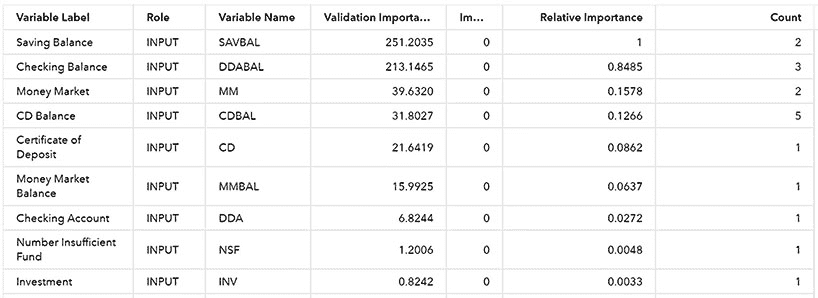 Variable Label Role Variable Name Validation Importa... Im... Relative Importance Count
Saving Balance INPUT SAVBAL 251.2035 0 1 2
Checking Balance INPUT DDABAL 213.1465 0 0.8485 3
Money Market INPUT MM 39.6320 0 0.1578 2
CD Balance INPUT CDBAL 31.8027 0 0.1266 5
Certificate of
Deposit INPUT CD 21.6419 0 0.0862 1
Money Market
Balance INPUT MMBAL 15.9925 0 0.0637 1
Checking Account INPUT DDA 6.8244 0 0.0272 1
Number Insufficient
Fund INPUT NSF 1.2006 0 0.0048 1
Investment INPUT INV 0.8242 0 0.0033 1